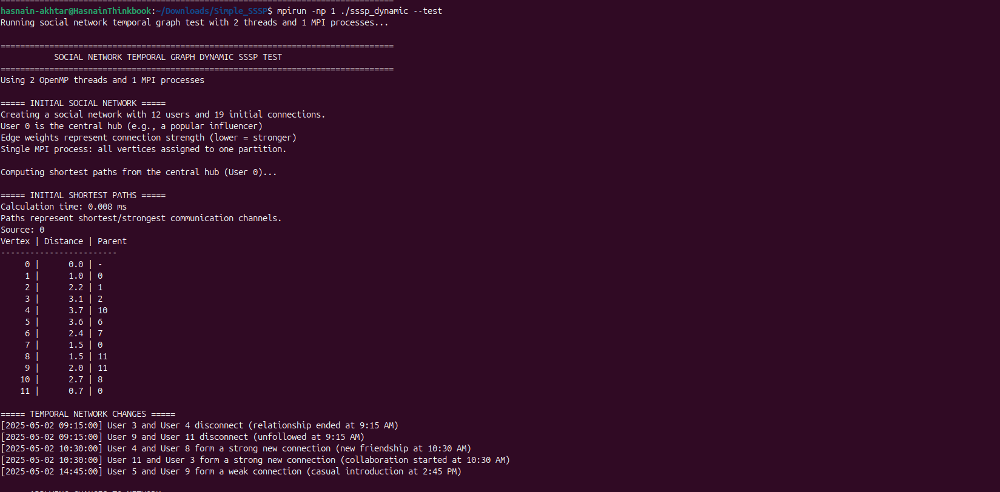 ================================================================================
hasnain-akhtar@HasnainThinkbook:~/Downloads/Simple_SSSP$ mpirun -np 1 ./sssp_dynamic --test
Running social network temporal graph test with 2 threads and 1 MPI processes...

================================================================================
           SOCIAL NETWORK TEMPORAL GRAPH DYNAMIC SSSP TEST
================================================================================
Using 2 OpenMP threads and 1 MPI processes

===== INITIAL SOCIAL NETWORK =====
Creating a social network with 12 users and 19 initial connections.
User 0 is the central hub (e.g., a popular influencer)
Edge weights represent connection strength (lower = stronger)
Single MPI process: all vertices assigned to one partition.

Computing shortest paths from the central hub (User 0)...

===== INITIAL SHORTEST PATHS =====
Calculation time: 0.008 ms
Paths represent shortest/strongest communication channels.
Source: 0
Vertex | Distance | Parent
------------------------
     0 |      0.0 | -
     1 |      1.0 | 0
     2 |      2.2 | 1
     3 |      3.1 | 2
     4 |      3.7 | 10
     5 |      3.6 | 6
     6 |      2.4 | 7
     7 |      1.5 | 0
     8 |      1.5 | 11
     9 |      2.0 | 11
    10 |      2.7 | 8
    11 |      0.7 | 0

===== TEMPORAL NETWORK CHANGES =====
[2025-05-02 09:15:00] User 3 and User 4 disconnect (relationship ended at 9:15 AM)
[2025-05-02 09:15:00] User 9 and User 11 disconnect (unfollowed at 9:15 AM)
[2025-05-02 10:30:00] User 4 and User 8 form a strong new connection (new friendship at 10:30 AM)
[2025-05-02 10:30:00] User 11 and User 3 form a strong new connection (collaboration started at 10:30 AM)
[2025-05-02 14:45:00] User 5 and User 9 form a weak connection (casual introduction at 2:45 PM)